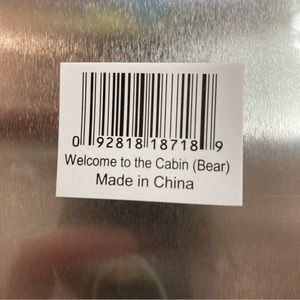 0 92818 18718 9
Welcome to the Cabin (Bear)
Made in China